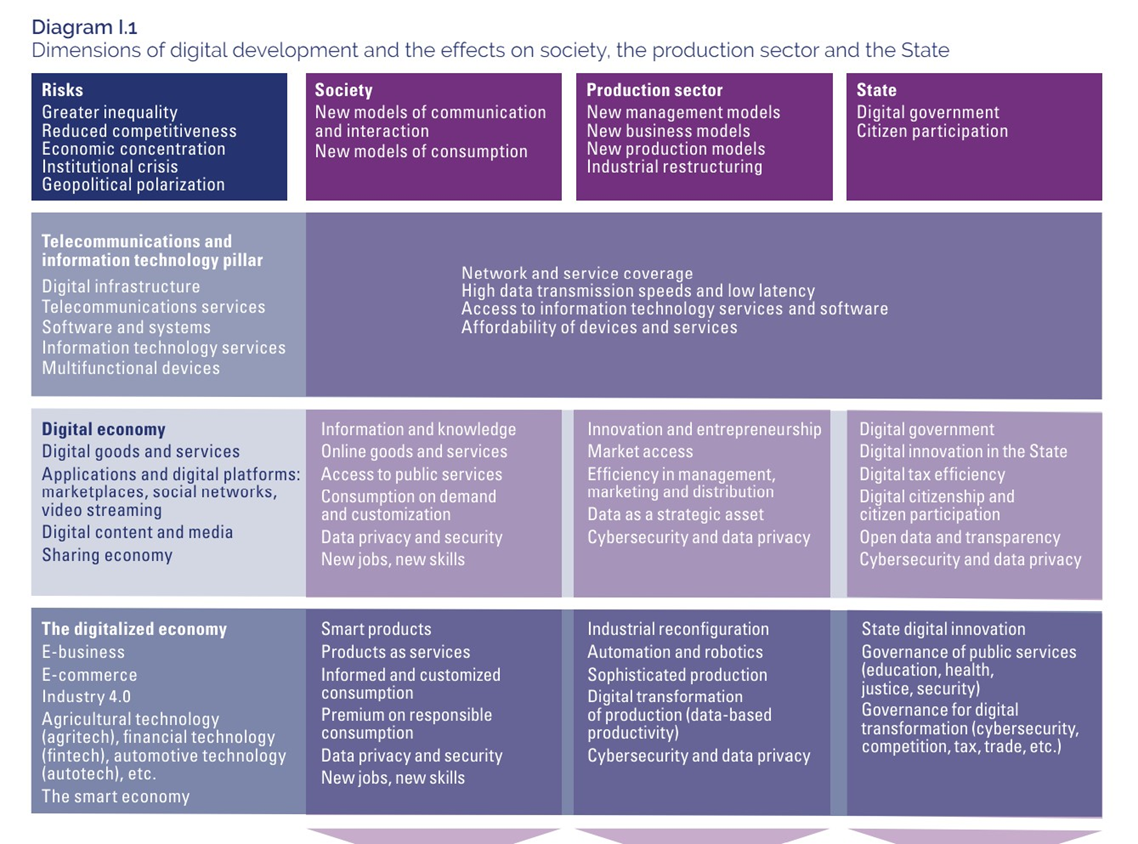 Diagram I.1
Dimensions of digital development and the effects on society, the production sector and the State
Risks
Greater inequality
Reduced competitiveness
Economic concentration
Institutional crisis
Geopolitical polarization
Society
New models of communication
and interaction
New models of consumption
Production sector
New management models
New business models
New production models
Industrial restructuring
State
Digital government
Citizen participation
Telecommunications and
information technology pillar
Digital infrastructure
Telecommunications services
Software and systems
Information technology services
Multifunctional devices
Network and service coverage
High data transmission speeds and low latency
Access to information technology services and software
Affordability of devices and services
Digital economy
Digital goods and services
Applications and digital platforms:
marketplaces, social networks,
video streaming
Digital content and media
Sharing economy
Information and knowledge
Online goods and services
Access to public services
Consumption on demand
and customization
Data privacy and security
New jobs, new skills
Innovation and entrepreneurship
Market access
Efficiency in management,
marketing and distribution
Data as a strategic asset
Cybersecurity and data privacy
Digital government
Digital innovation in the State
Digital tax efficiency
Digital citizenship and
citizen participation
Open data and transparency
Cybersecurity and data privacy
The digitalized economy
E-business
E-commerce
Industry 4.0
Agricultural technology
(agritech), financial technology
(fintech), automotive technology
(autotech), etc.
The smart economy
Smart products
Products as services
Informed and customized
consumption
Premium on responsible
consumption
Data privacy and security
New jobs, new skills
Industrial reconfiguration
Automation and robotics
Sophisticated production
Digital transformation
of production (data-based
productivity)
Cybersecurity and data privacy
State digital innovation
Governance of public services
(education, health,
justice, security)
Governance for digital
transformation (cybersecurity,
competition, tax, trade, etc.)